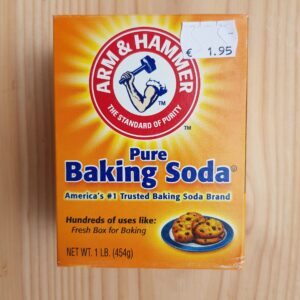 € 1.95
ARM & HAMMER
THE STANDARD OF PURITY
TM
Pure
Baking Soda®
America's #1 Trusted Baking Soda Brand
Hundreds of uses like:
Fresh Box for Baking
NET WT. 1 LB. (454g)